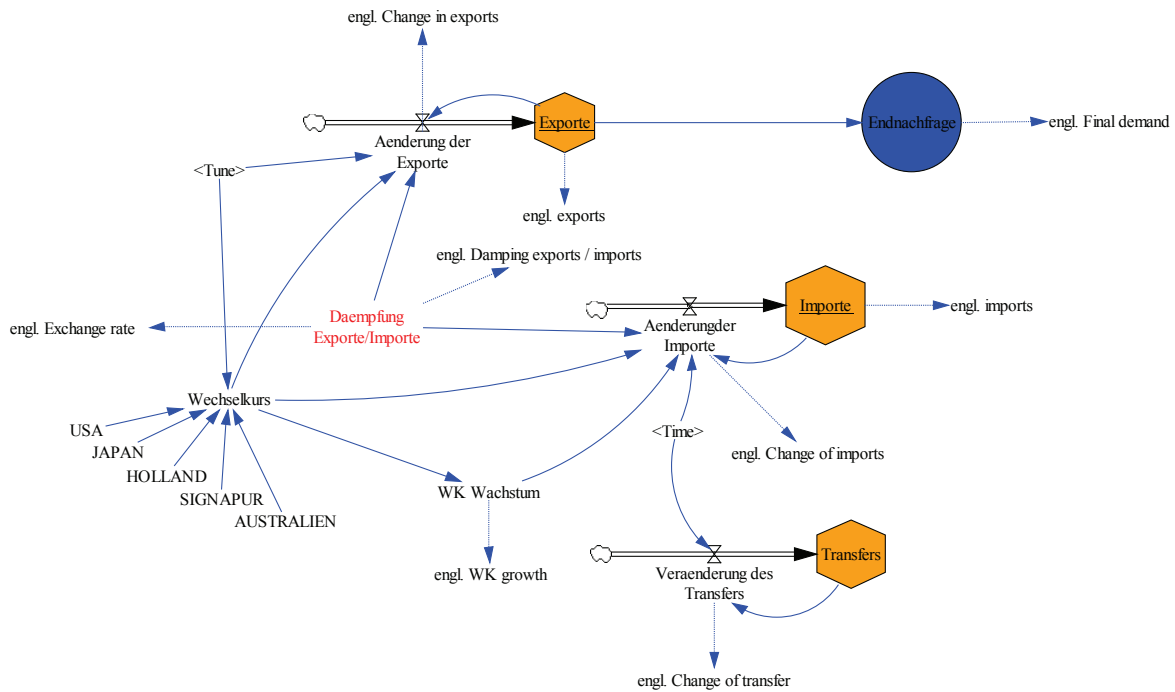 engl. Change in exports
Exporte
Endnachfrage
engl. Final demand
Aenderung der
Exporte
<Tune>
engl. exports
engl. Damping exports / imports
Importe
engl. imports
engl. Exchange rate
Daempfung
Exporte/Importe
Aenderungder
Importe
Wechselkurs
USA
JAPAN
HOLLAND
SIGNAPUR
AUSTRALIEN
<Time>
engl. Change of imports
WK Wachstum
engl. WK growth
Transfers
Veraenderung des
Transfers
engl. Change of transfer